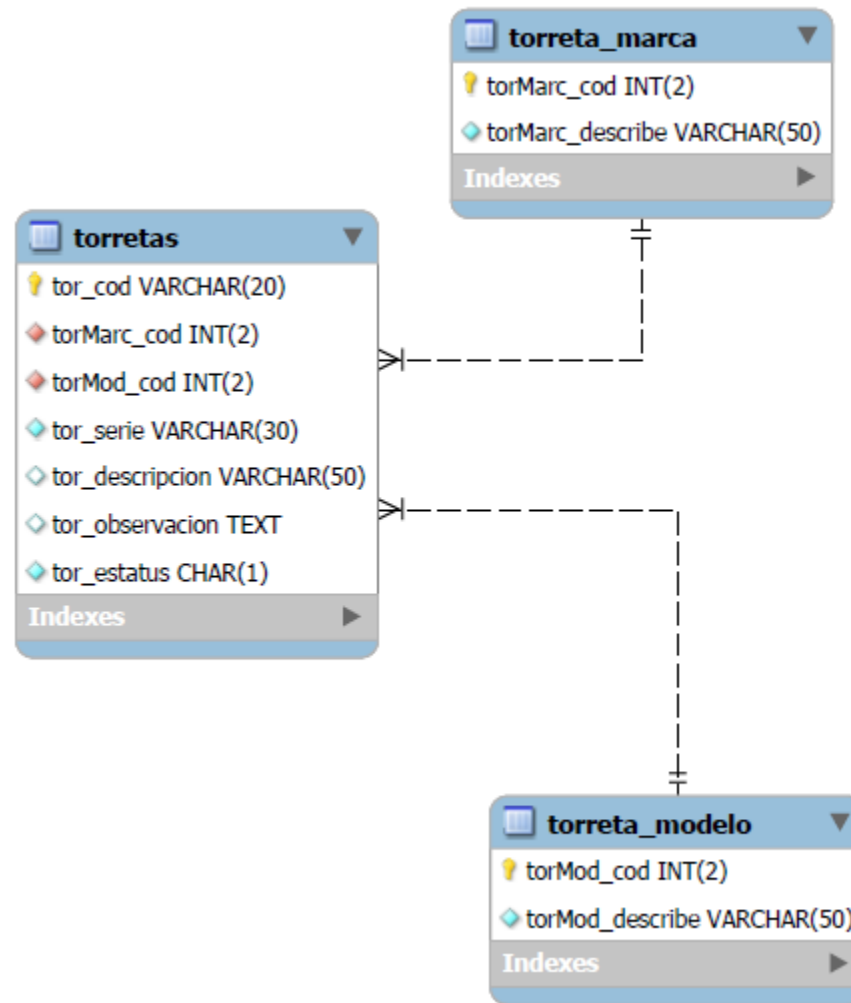 torreta_marca
torMarc_cod INT(2)
torMarc_describe VARCHAR(50)
Indexes
torretas
tor_cod VARCHAR(20)
torMarc_cod INT(2)
torMod_cod INT(2)
tor_serie VARCHAR(30)
tor_descripcion VARCHAR(50)
tor_observacion TEXT
tor_estatus CHAR(1)
Indexes
torreta_modelo
torMod_cod INT(2)
torMod_describe VARCHAR(50)
Indexes